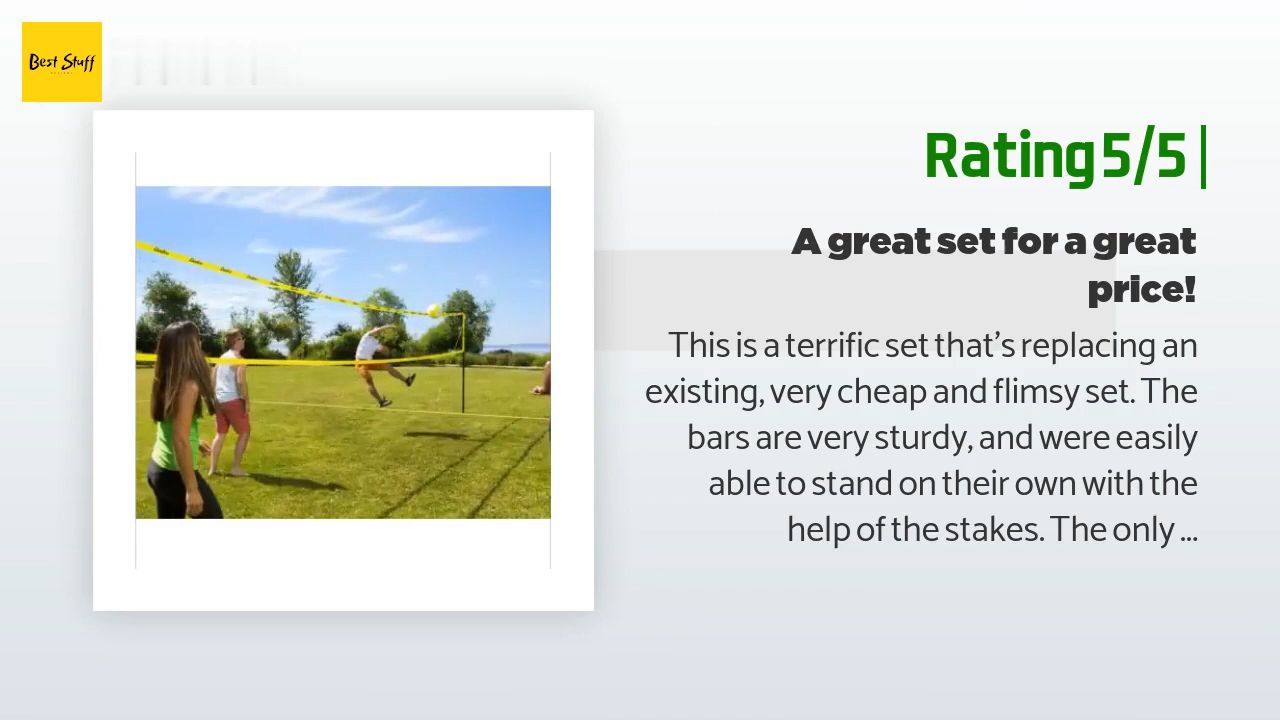 Best Stuff
Rating 5/5
A great set for a great
price!
This is a terrific set that's replacing an
existing, very cheap and flimsy set. The
bars are very sturdy, and were easily
able to stand on their own with the
help of the stakes. The only ...